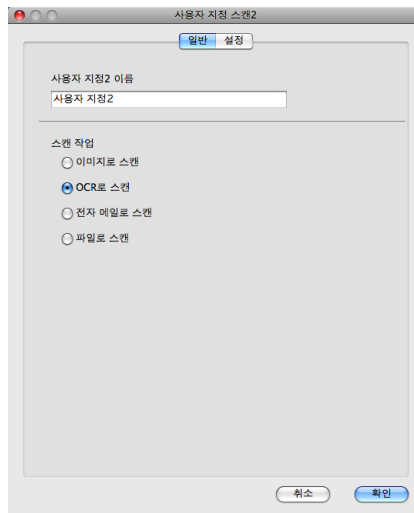 사용자 지정 스캔2
일반 설정
사용자 지정2 이름
사용자 지정2
스캔 작업
이미지로 스캔
OCR로 스캔
전자 메일로 스캔
파일로 스캔
취소 확인